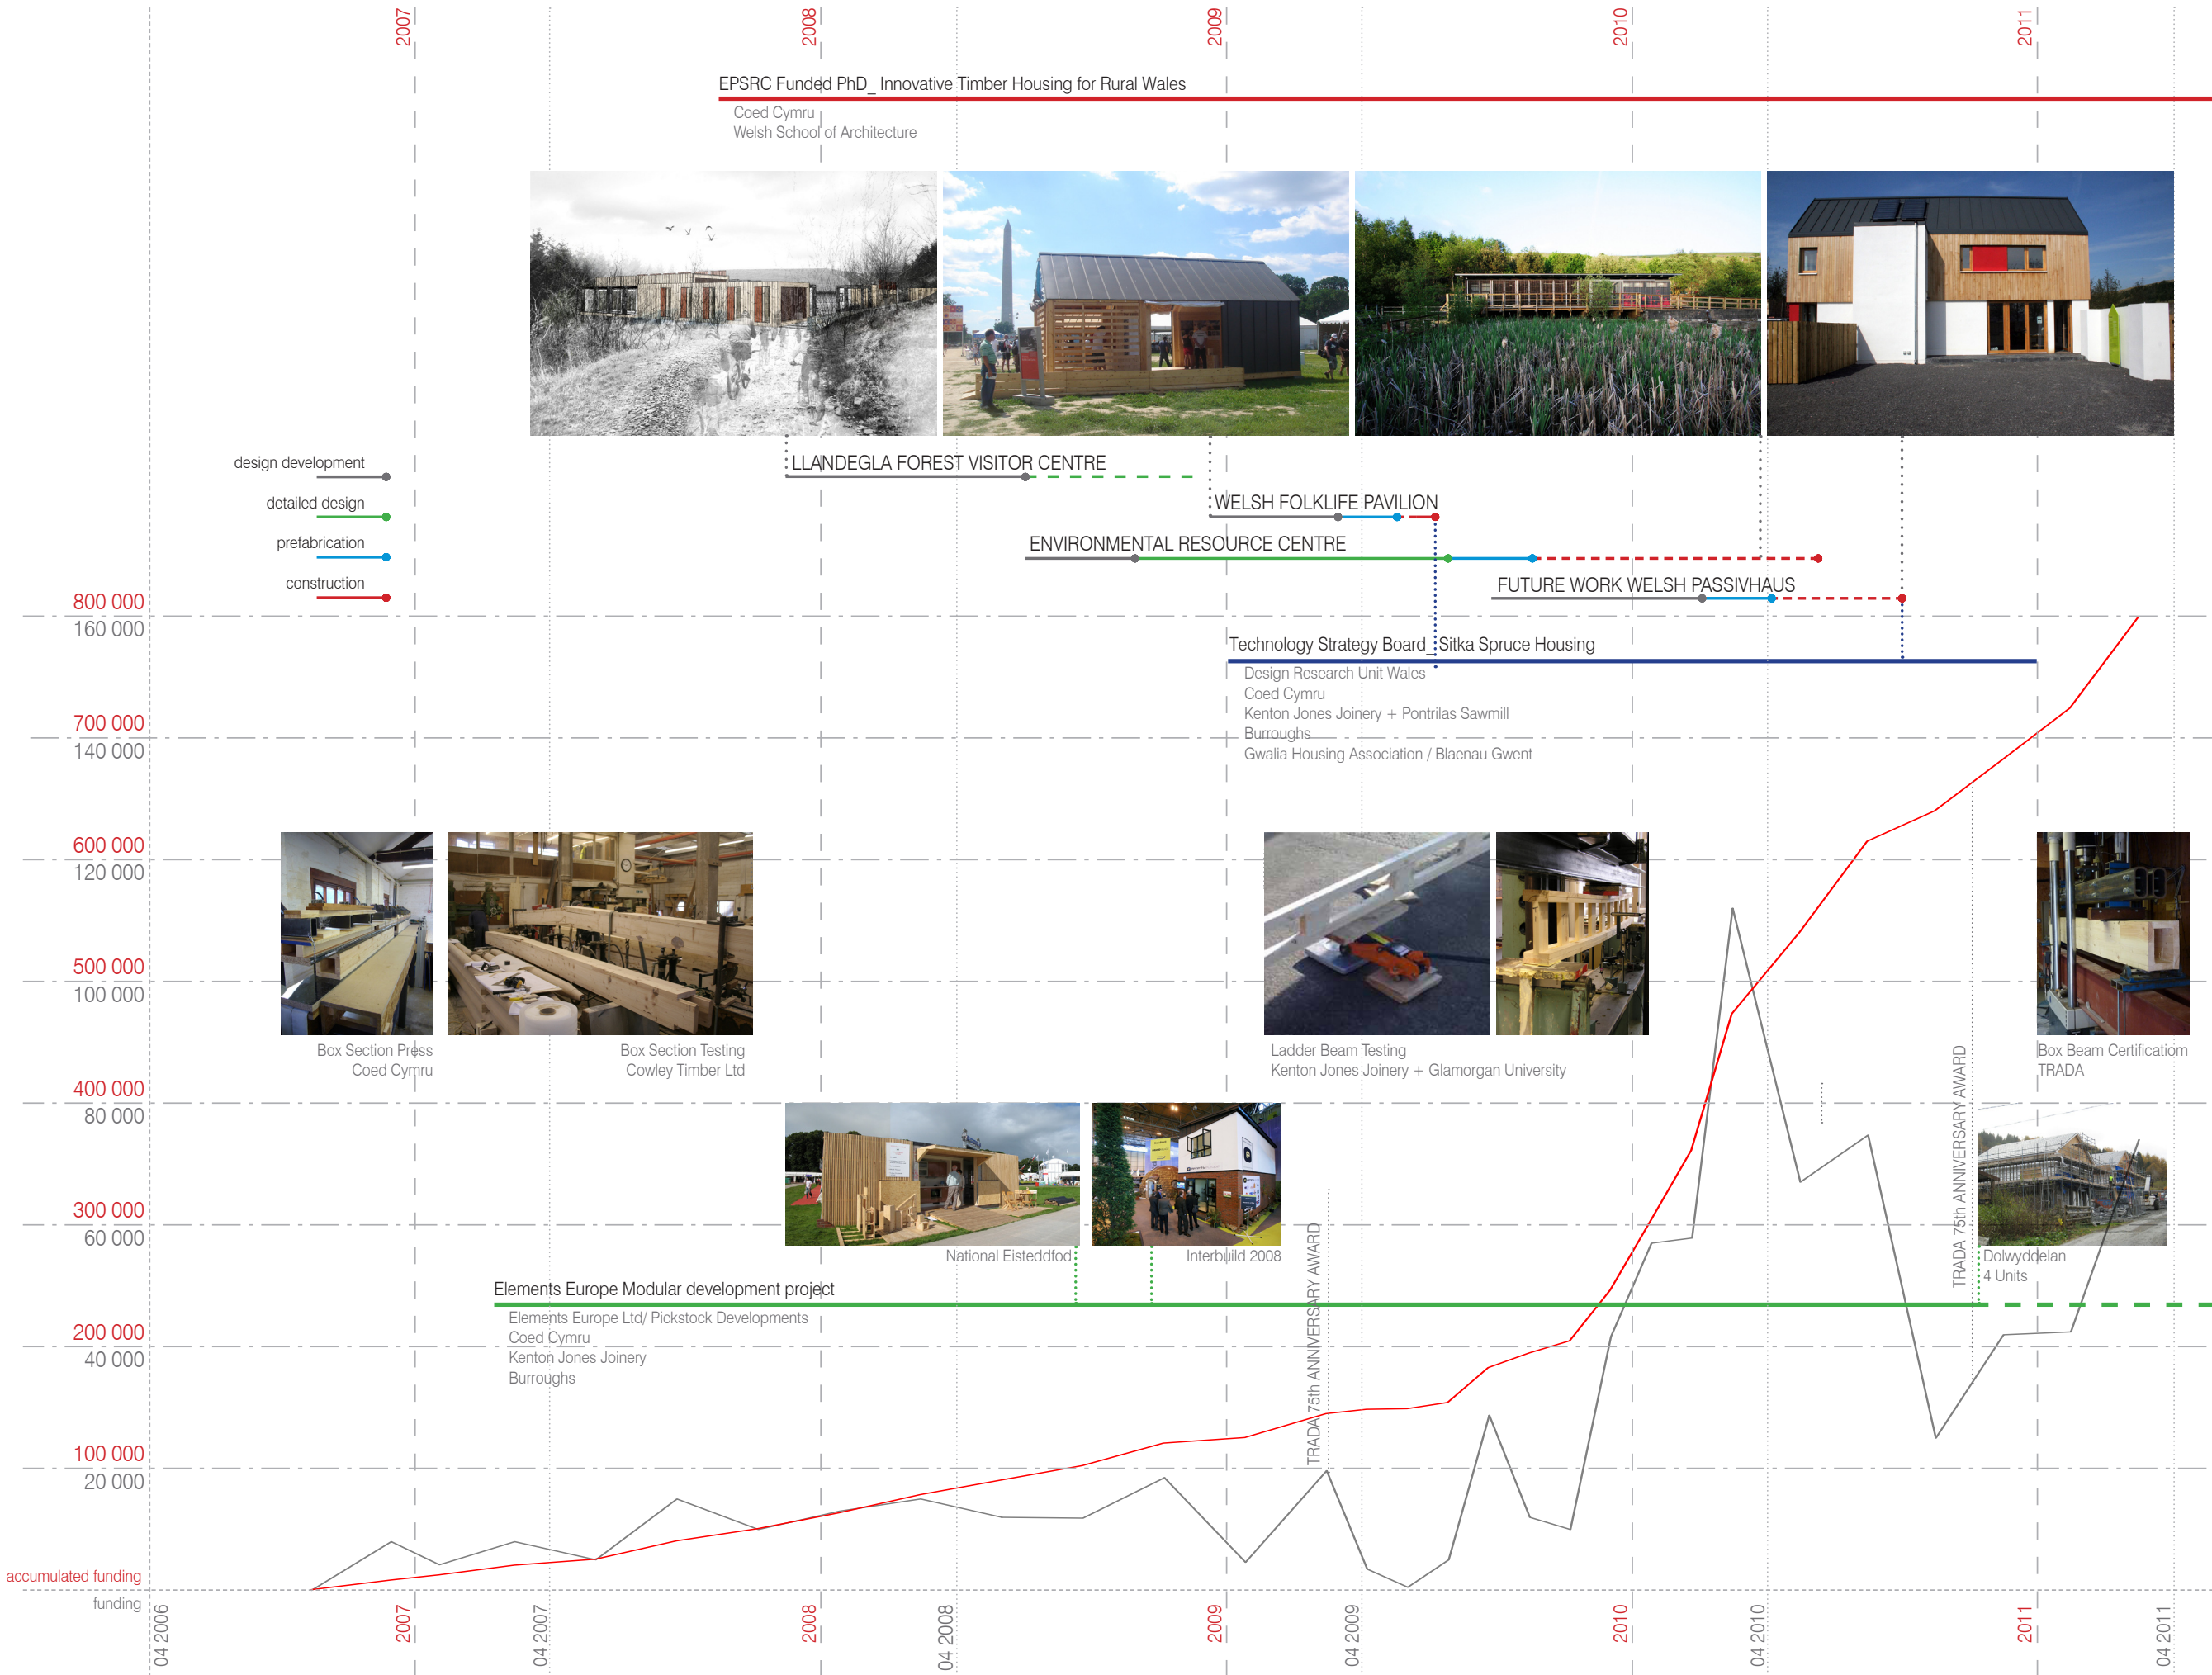 2007
2008
2009
2010
2011
EPSRC Funded PhD_ Innovative Timber Housing for Rural Wales
Coed Cymru
Welsh School of Architecture
design development
detailed design
prefabrication
construction
LLANDEGLA FOREST VISITOR CENTRE
WELSH FOLKLIFE PAVILION
ENVIRONMENTAL RESOURCE CENTRE
FUTURE WORK WELSH PASSIVHAUS
800 000
160 000
Technology Strategy Board_ Sitka Spruce Housing
Design Research Unit Wales
Coed Cymru
Kenton Jones Joinery + Pontrilas Sawmill
Burroughs
Gwalia Housing Association / Blaenau Gwent
700 000
140 000
600 000
120 000
500 000
100 000
Box Section Press
Coed Cymru
Box Section Testing
Cowley Timber Ltd
Ladder Beam Testing
Kenton Jones Joinery + Glamorgan University
Box Beam Certificatiom
TRADA
400 000
80 000
TRADA 75th ANNIVERSARY AWARD
300 000
60 000
National Eisteddfod
Interbuild 2008
TRADA 75th ANNIVERSARY AWARD
Dolwyddelan
4 Units
Elements Europe Modular development project
Elements Europe Ltd/ Pickstock Developments
Coed Cymru
Kenton Jones Joinery
Burroughs
200 000
40 000
100 000
20 000
accumulated funding
funding
04 2006
2007
04 2007
2008
04 2008
2009
04 2009
2010
04 2010
2011
04 2011